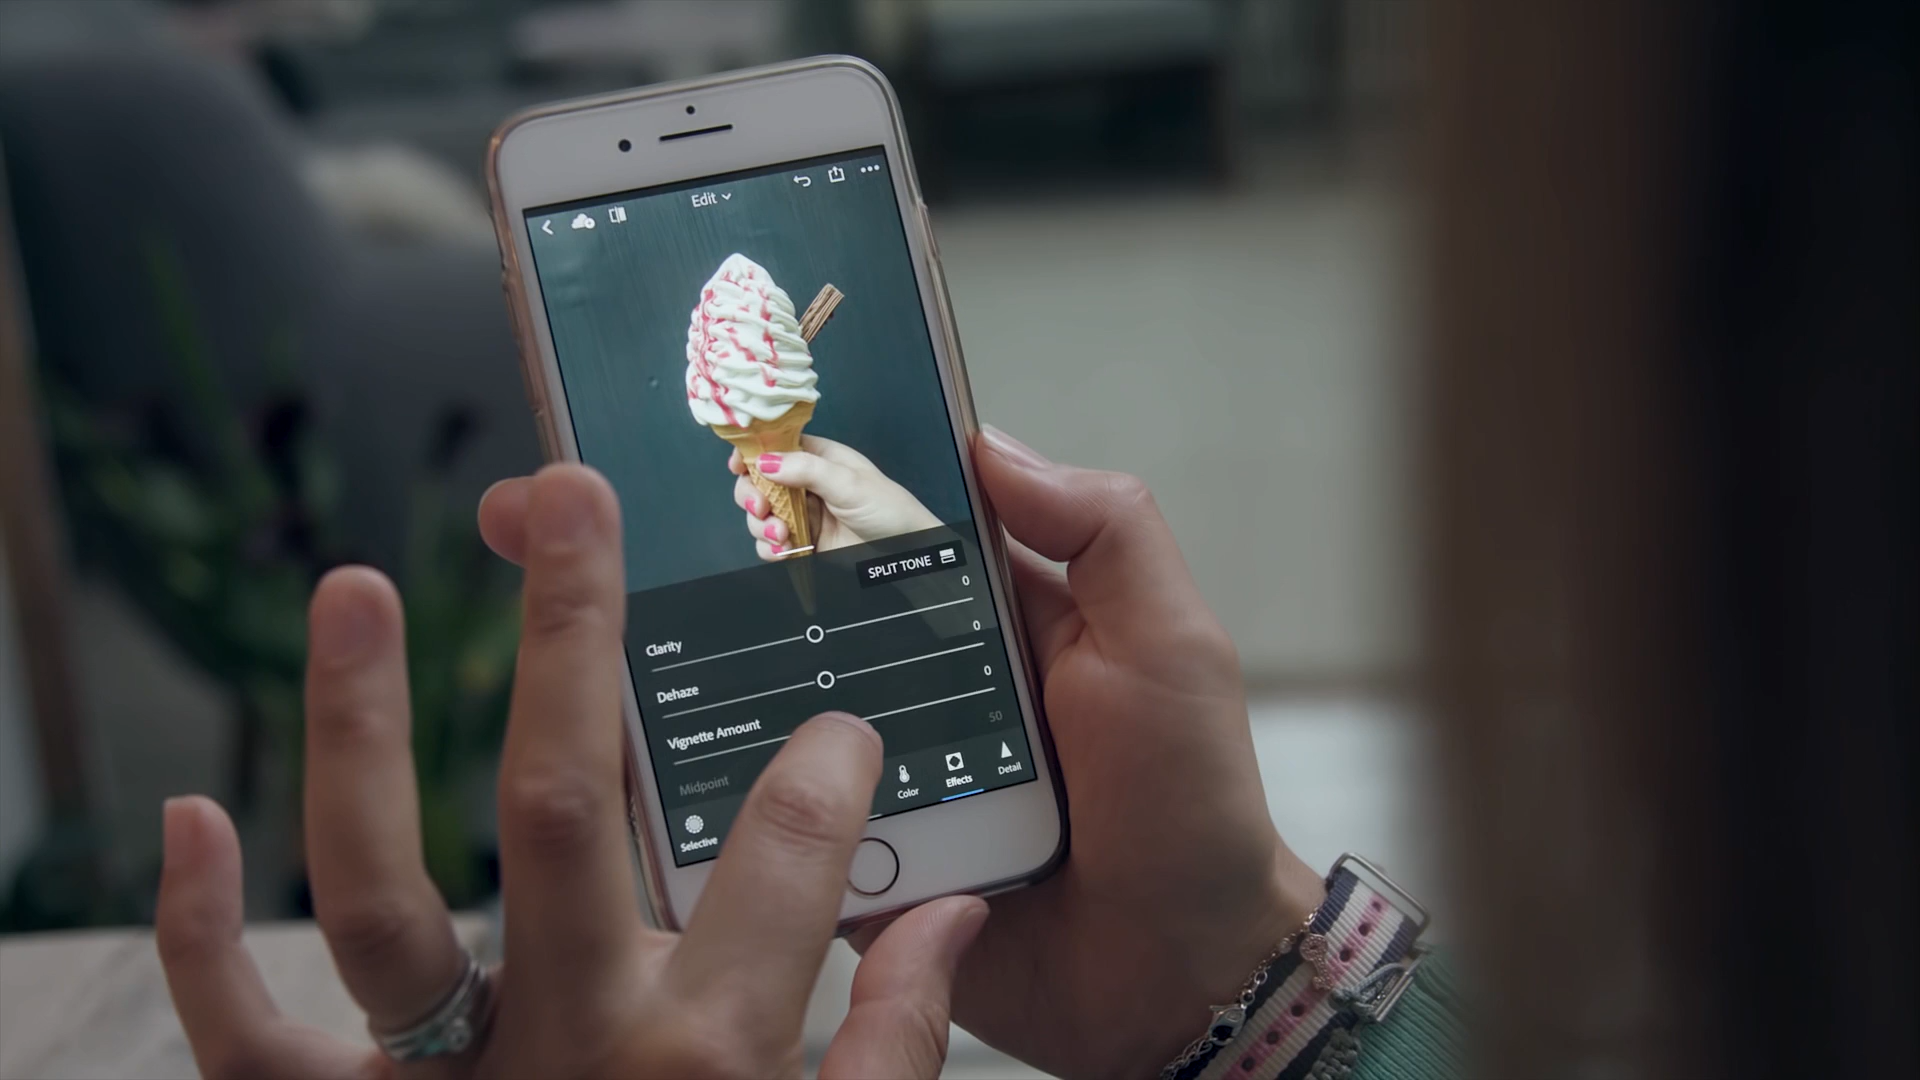 Edit
SPLIT TONE
Clarity 0
Dehaze 0
Vignette Amount 0
Midpoint 50
Selective Color Effects Detail